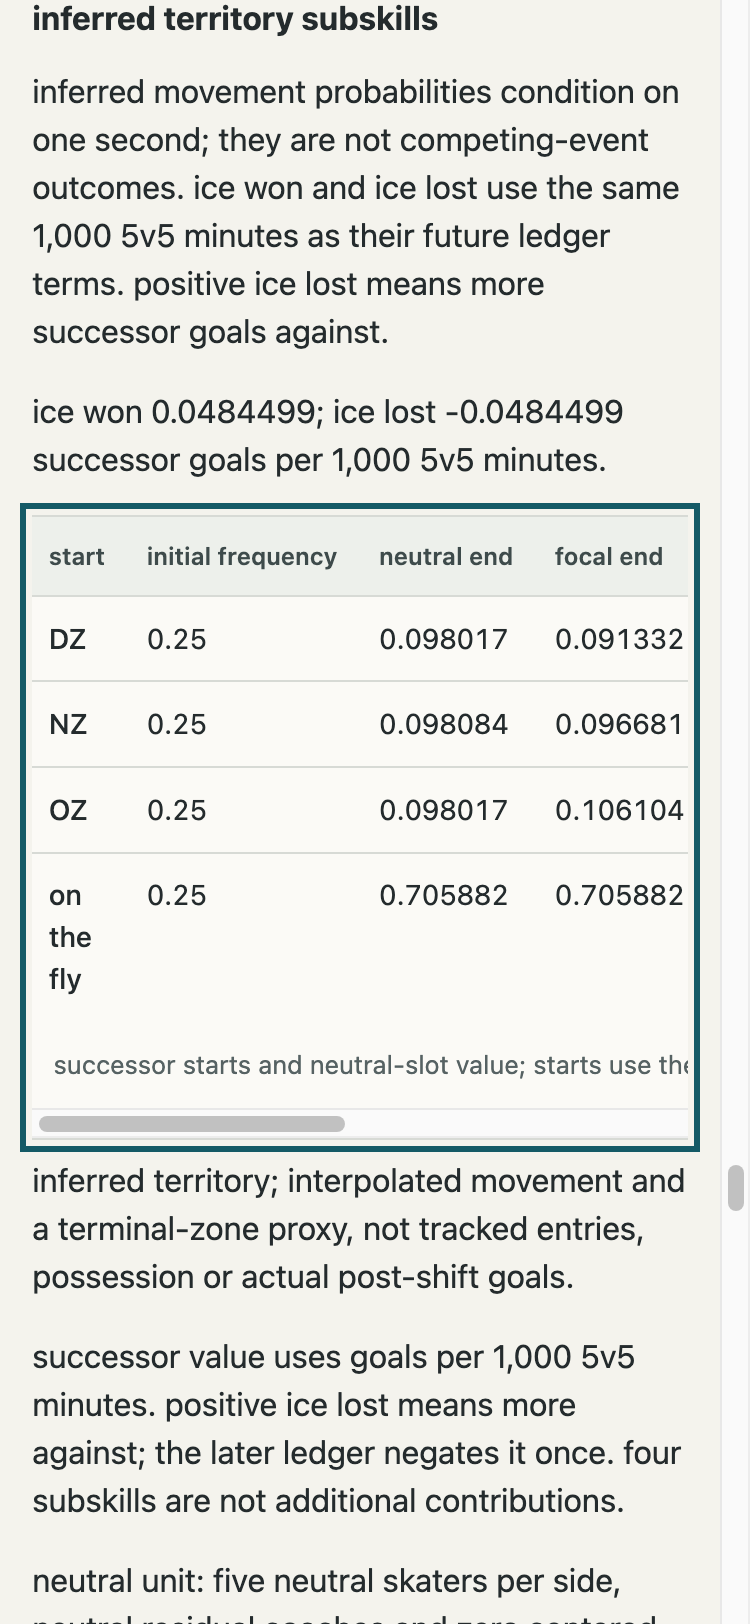 inferred territory subskills
inferred movement probabilities condition on
one second; they are not competing-event
outcomes. ice won and ice lost use the same
1,000 5v5 minutes as their future ledger
terms. positive ice lost means more
successor goals against.
ice won 0.0484499; ice lost -0.0484499
successor goals per 1,000 5v5 minutes.
start initial frequency neutral end focal end
DZ 0.25 0.098017 0.091332
NZ 0.25 0.098084 0.096681
OZ 0.25 0.098017 0.106104
on 0.25 0.705882 0.705882
the
fly
successor starts and neutral-slot value; starts use the
inferred territory; interpolated movement and
a terminal-zone proxy, not tracked entries,
possession or actual post-shift goals.
successor value uses goals per 1,000 5v5
minutes. positive ice lost means more
against; the later ledger negates it once. four
subskills are not additional contributions.
neutral unit: five neutral skaters per side,